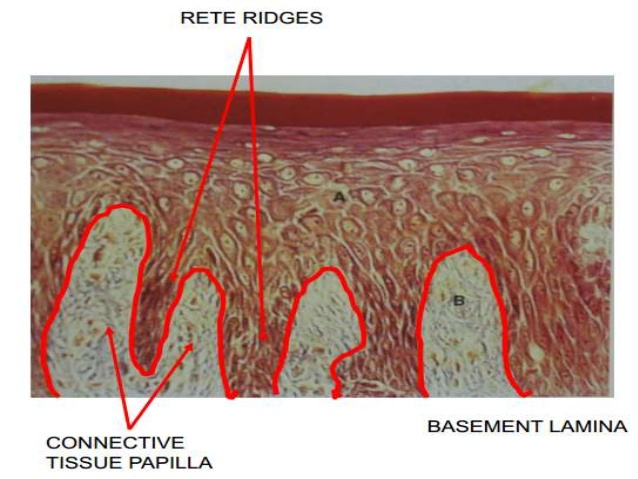 RETE RIDGES
A
B
BASEMENT LAMINA
CONNECTIVE
TISSUE PAPILLA